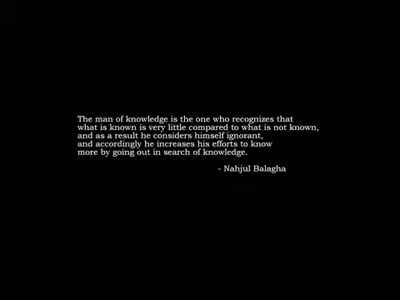 The man of knowledge is the one who recognizes that
what is known is very little compared to what is not known,
and as a result he considers himself ignorant,
and accordingly he increases his efforts to know
more by going out in search of knowledge.
- Nahjul Balagha